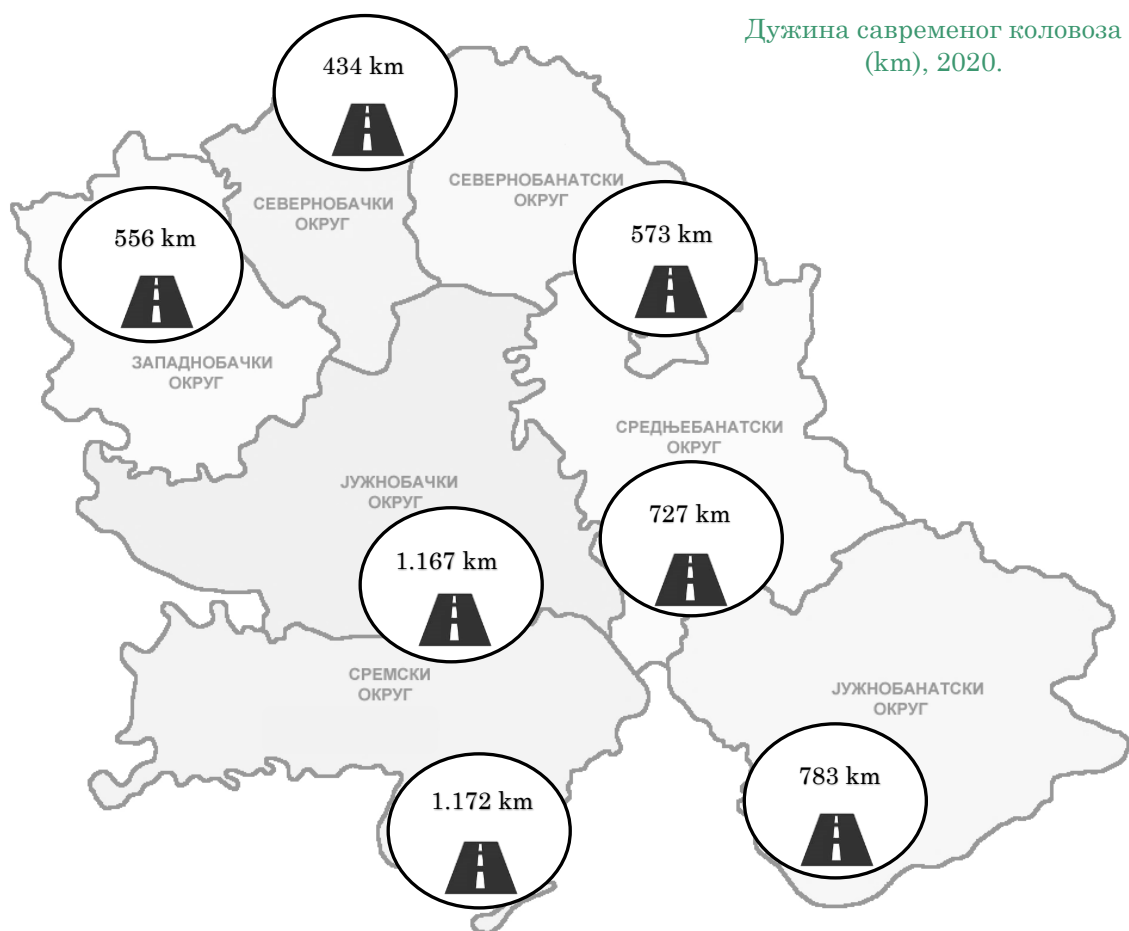 Дужина савременог коловоза
(km), 2020.
434 km
СЕВЕРНОБАЧКИ
ОКРУГ
СЕВЕРНОБАНАТСКИ
ОКРУГ
556 km
573 km
ЗАПАДНОБАЧКИ
ОКРУГ
СРЕДЊЕБАНАТСКИ
ОКРУГ
ЈУЖНОБАЧКИ
ОКРУГ
727 km
1.167 km
СРЕМСКИ
ОКРУГ
ЈУЖНОБАНАТСКИ
ОКРУГ
1.172 km
783 km